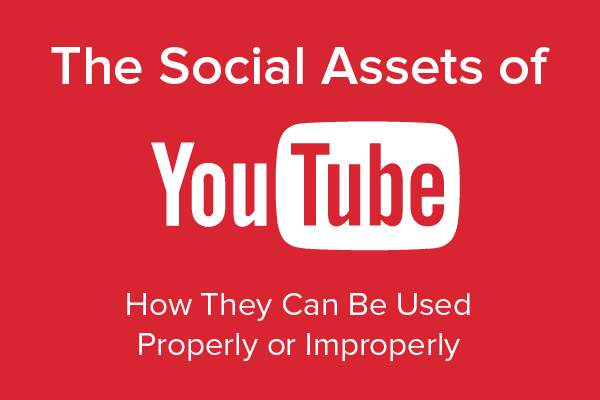 The Social Assets of
YouTube
How They Can Be Used
Properly or Improperly